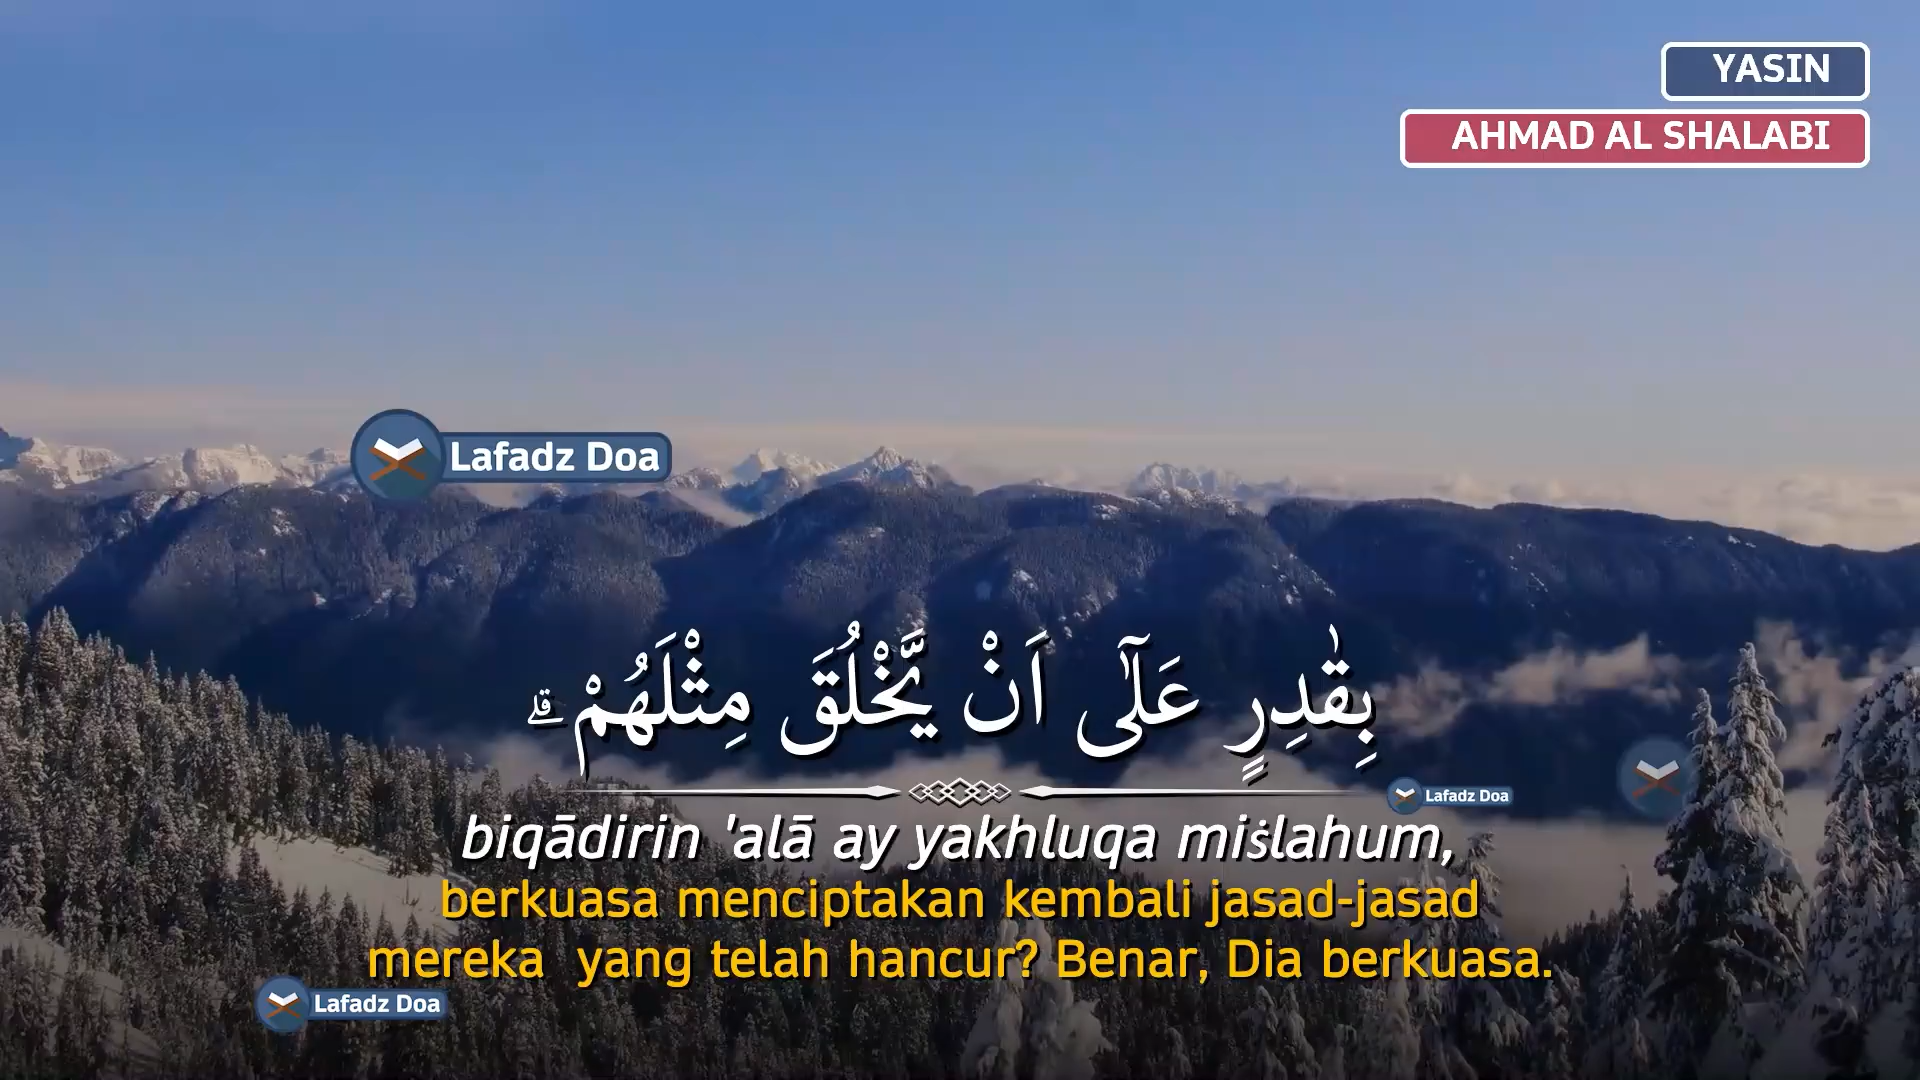 YASIN
AHMAD AL SHALABI
Lafadz Doa
بِقٰدِرٍ عَلٰٓى اَنْ يَّخْلُقَ مِثْلَهُمْ ۗ
Lafadz Doa
biqādirin 'alā ay yakhluqa miṡlahum,
berkuasa menciptakan kembali jasad-jasad
mereka yang telah hancur? Benar, Dia berkuasa.
Lafadz Doa